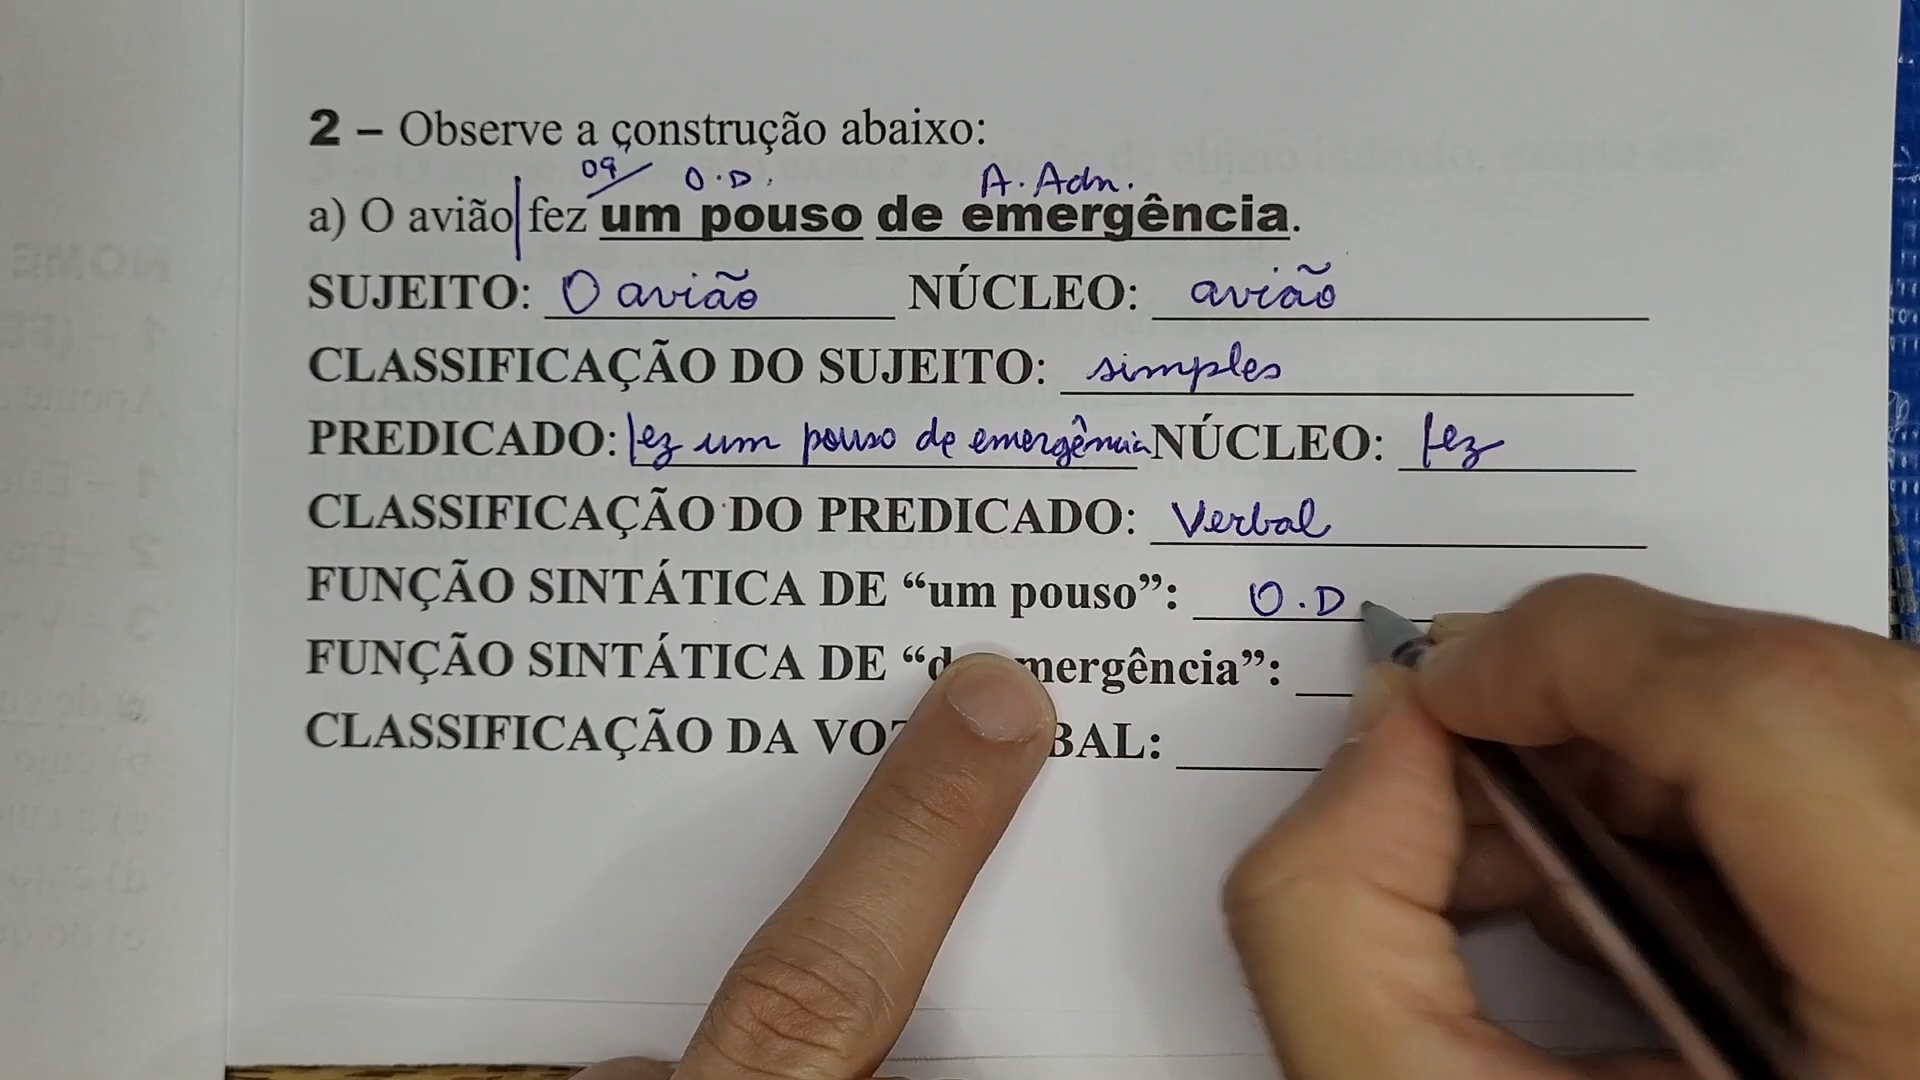 2 – Observe a construção abaixo:
O.D. A. Adn.
a) O avião fez um pouso de emergência.
SUJEITO: O avião NÚCLEO: avião
CLASSIFICAÇÃO DO SUJEITO: simples
PREDICADO: fez um pouso de emergência NÚCLEO: fez
CLASSIFICAÇÃO DO PREDICADO: Verbal
FUNÇÃO SINTÁTICA DE “um pouso”: O.D
FUNÇÃO SINTÁTICA DE “d mergência”:
CLASSIFICAÇÃO DA VO BAL: